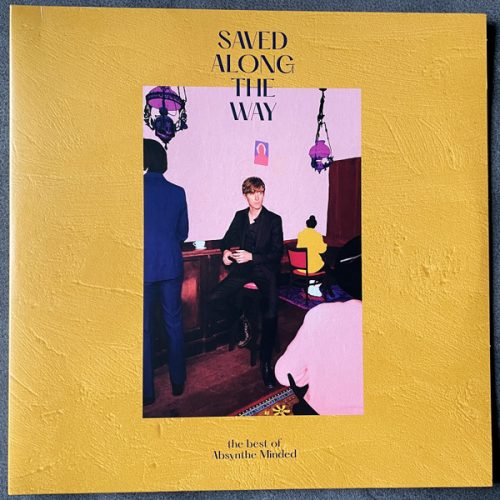 SAVED
ALONG
THE
WAY
the best of
Absynthe Minded